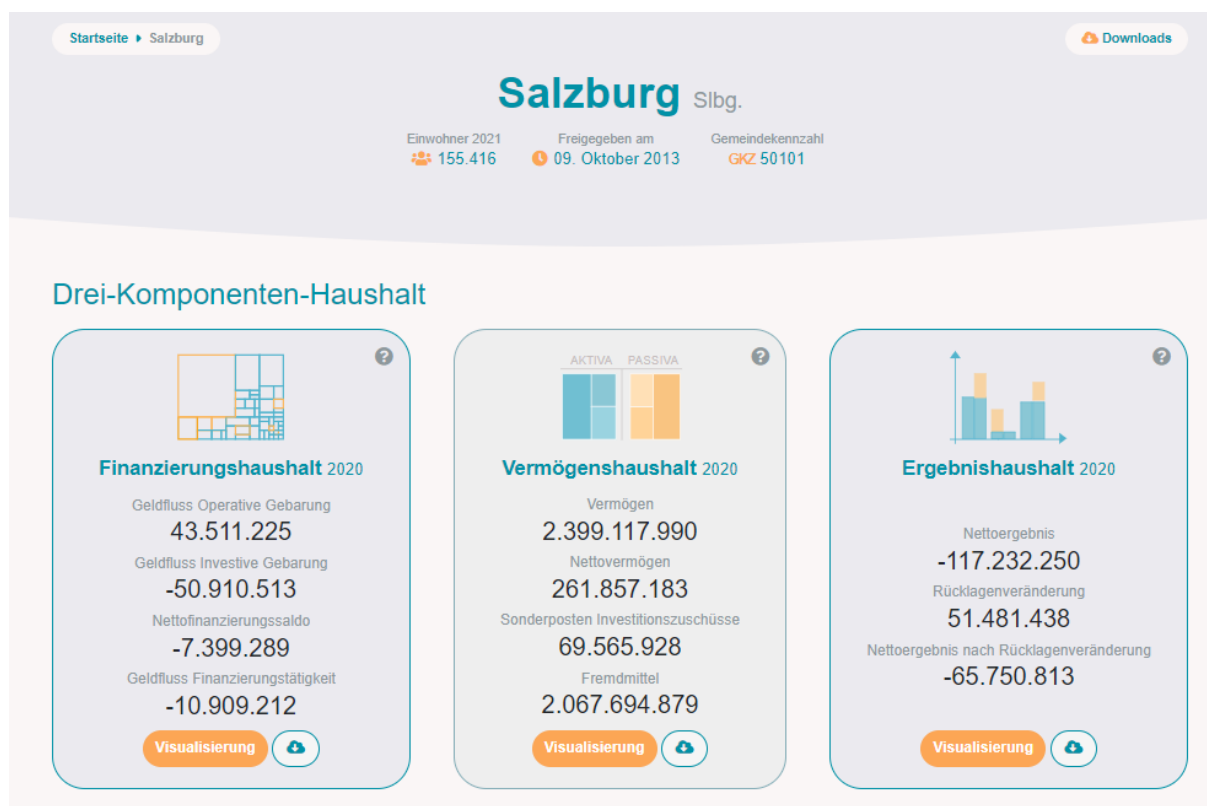 Startseite ▸ Salzburg
Downloads
Salzburg Slbg.
Einwohner 2021
155.416
Freigegeben am
09. Oktober 2013
Gemeindekennzahl
GKZ 50101
Drei-Komponenten-Haushalt
Finanzierungshaushalt 2020
Geldfluss Operative Gebarung
43.511.225
Geldfluss Investive Gebarung
-50.910.513
Nettofinanzierungssaldo
-7.399.289
Geldfluss Finanzierungstätigkeit
-10.909.212
Visualisierung
AKTIVA PASSIVA
Vermögenshaushalt 2020
Vermögen
2.399.117.990
Nettovermögen
261.857.183
Sonderposten Investitionszuschüsse
69.565.928
Fremdmittel
2.067.694.879
Visualisierung
Ergebnishaushalt 2020
Nettoergebnis
-117.232.250
Rücklagenveränderung
51.481.438
Nettoergebnis nach Rücklagenveränderung
-65.750.813
Visualisierung